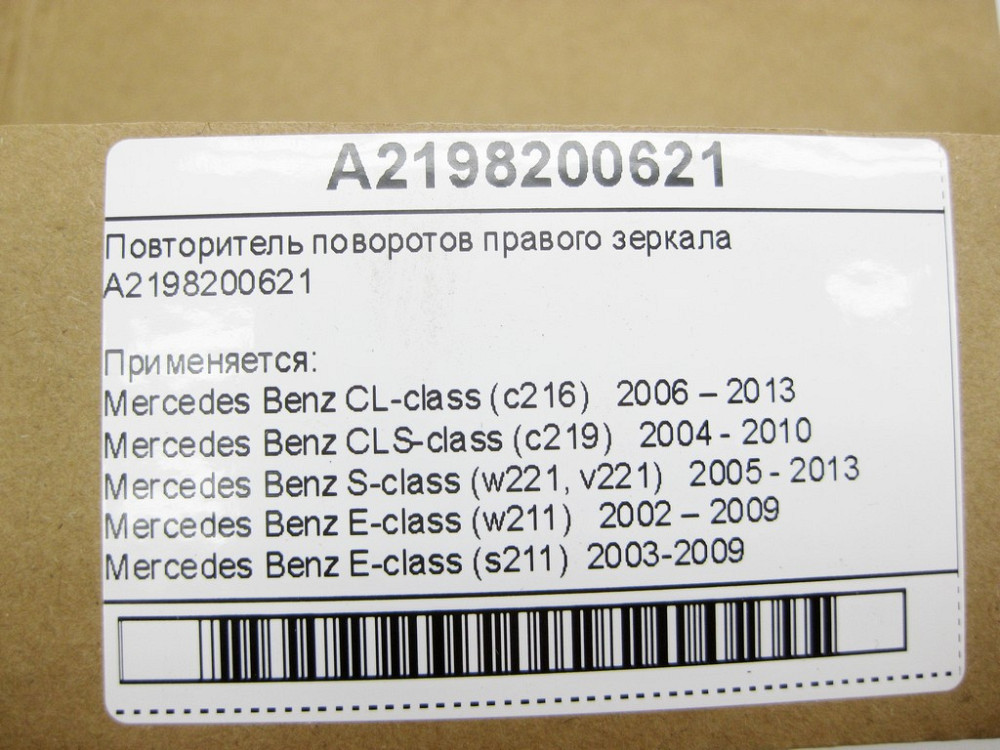 A2198200621
Повторитель поворотов правого зеркала
A2198200621
Применяется:
Mercedes Benz CL-class (c216) 2006 – 2013
Mercedes Benz CLS-class (c219) 2004 - 2010
Mercedes Benz S-class (w221, v221) 2005 - 2013
Mercedes Benz E-class (w211) 2002 – 2009
Mercedes Benz E-class (s211) 2003-2009